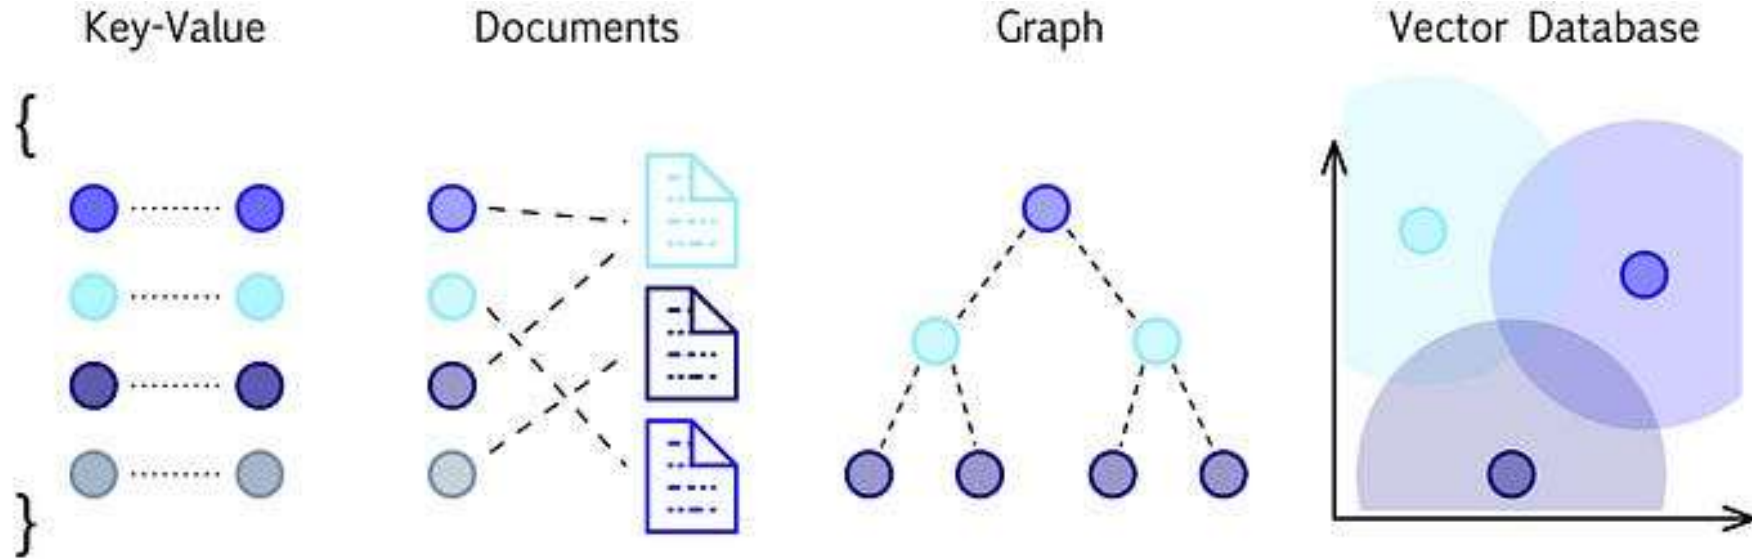 Key-Value
Documents
Graph
Vector Database
{
}